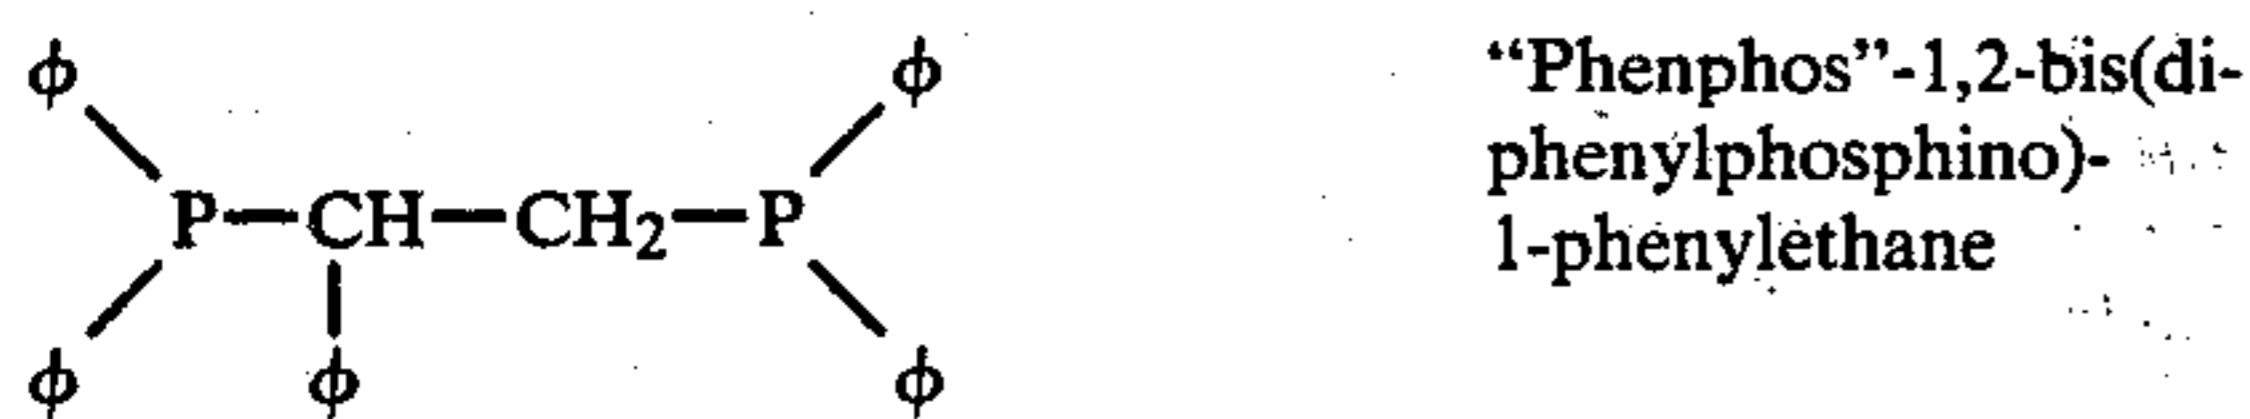 ϕ ϕ
P—CH—CH₂—P
ϕ ϕ ϕ
“Phenphos”-1,2-bis(di-
phenylphosphino)-
1-phenylethane